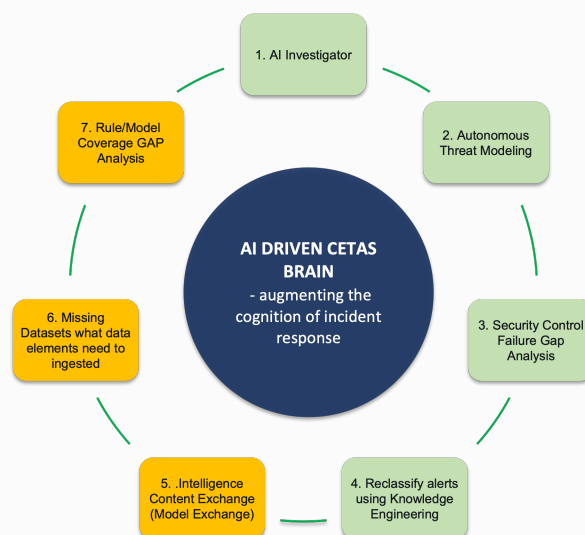 1. AI Investigator
2. Autonomous
Threat Modeling
3. Security Control
Failure Gap
Analysis
4. Reclassify alerts
using Knowledge
Engineering
5. .Intelligence
Content Exchange
(Model Exchange)
6. Missing
Datasets what data
elements need to
ingested
7. Rule/Model
Coverage GAP
Analysis
AI DRIVEN CETAS
BRAIN
- augmenting the
cognition of incident
response